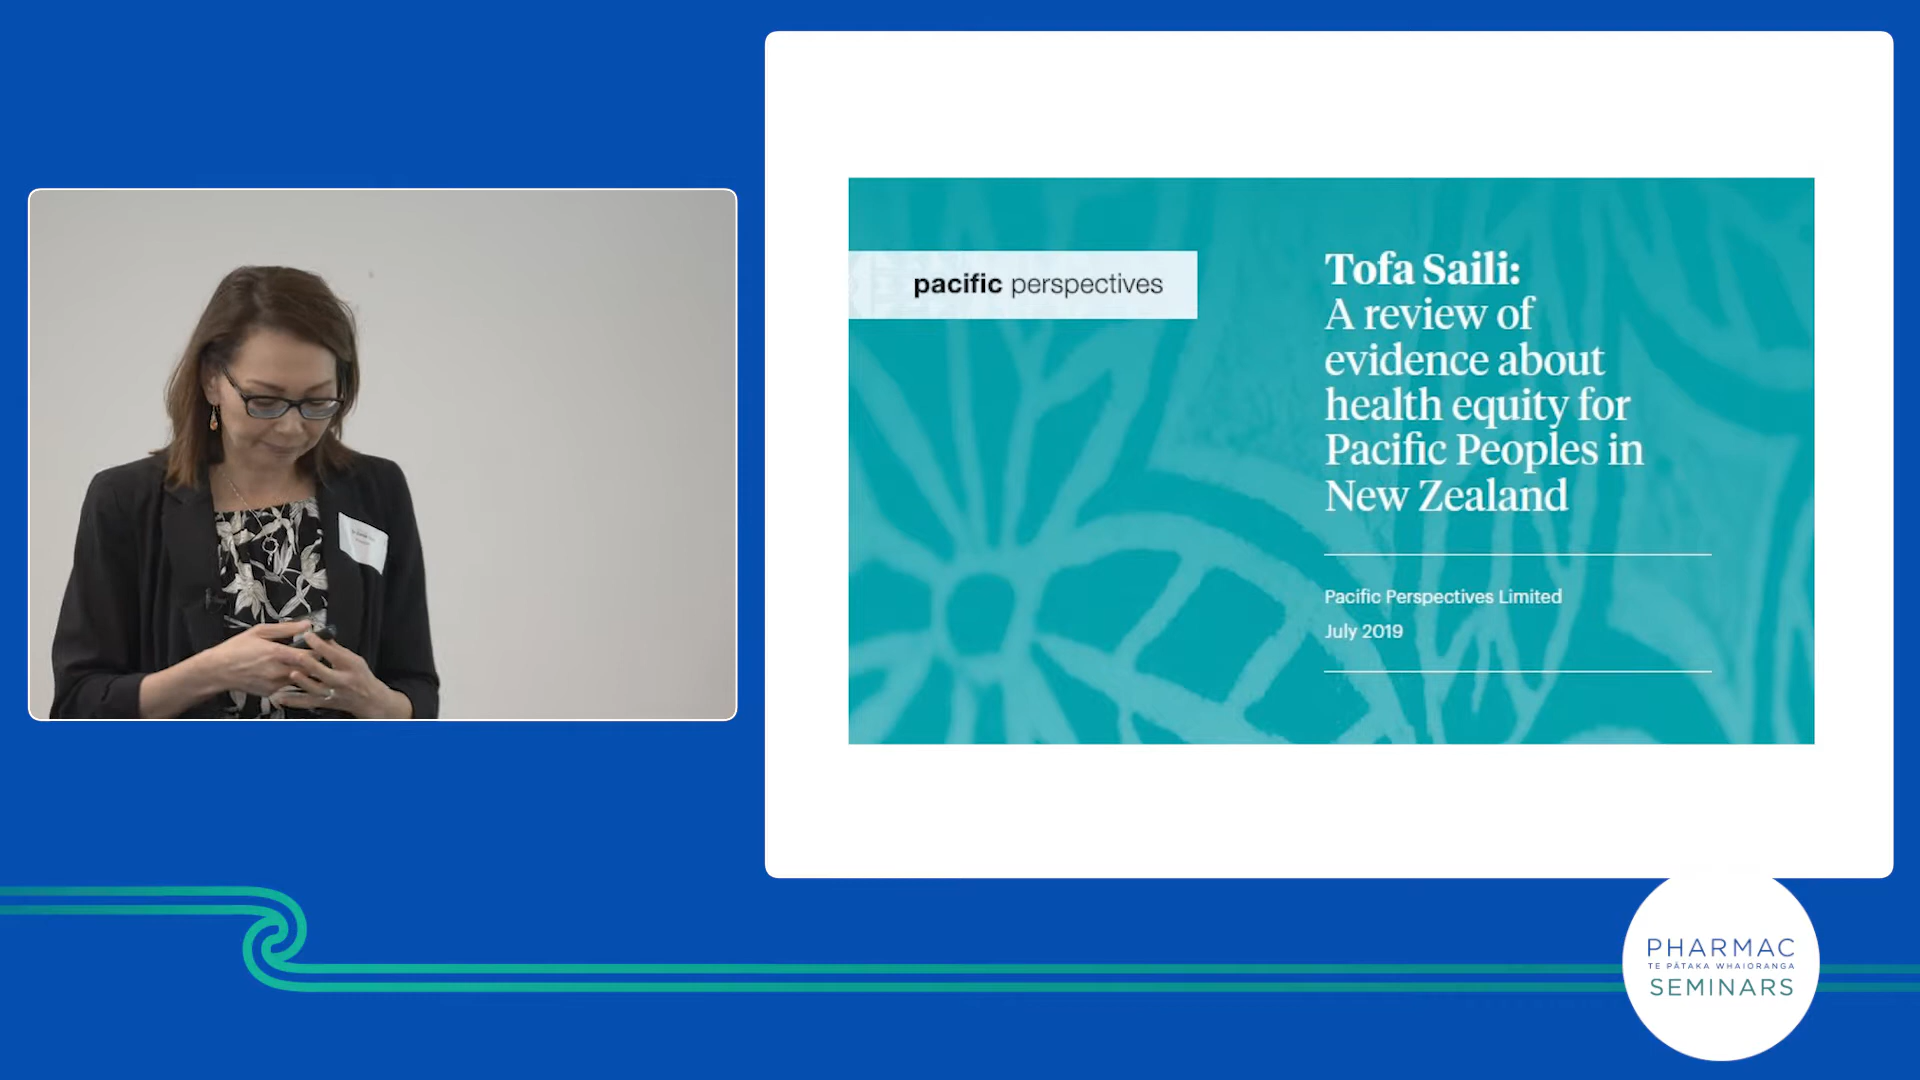 pacific perspectives
Tofa Saili:
A review of
evidence about
health equity for
Pacific Peoples in
New Zealand
Pacific Perspectives Limited
July 2019
PHARMAC
TE PĀTAKA WHAIORANGA
SEMINARS